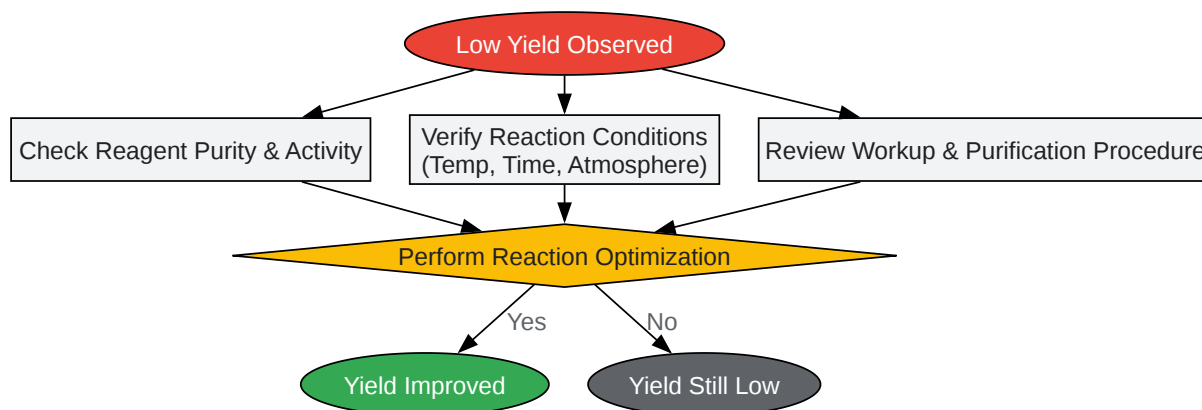 Low Yield Observed
Check Reagent Purity & Activity
Verify Reaction Conditions
(Temp, Time, Atmosphere)
Review Workup & Purification Procedure
Perform Reaction Optimization
Yes
No
Yield Improved
Yield Still Low